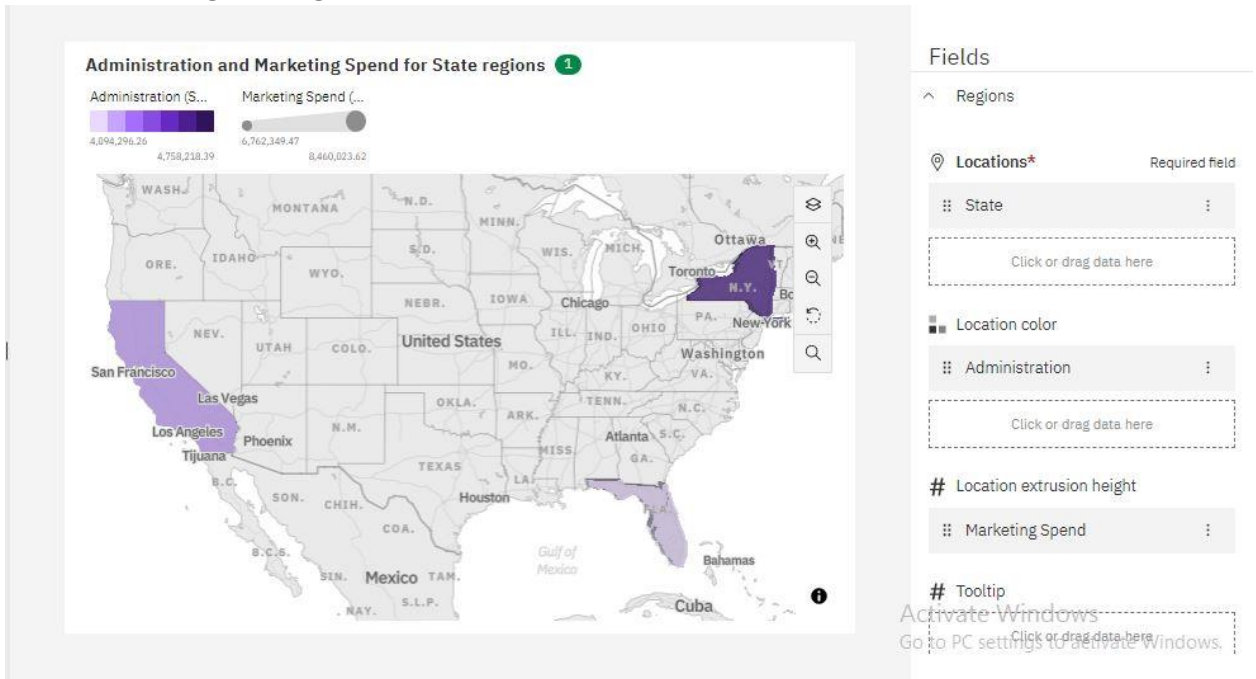 Administration and Marketing Spend for State regions 1
Administration (S... Marketing Spend (...
4,094,296.26 6,762,349.47
4,758,218.39 8,460,023.62
WASH.
MONTANA
N.D.
MINN.
Ottawa
ORE.
IDAHO
S.D.
WIS.
MICH.
WYO.
Toronto
VT.
N.Y.
NEBR.
IOWA
Chicago
NEV.
PA.
New York
UTAH
COLO.
United States
ILL.
IND.
OHIO
Washington
San Francisco
MO.
KY.
VA.
Las Vegas
OKLA.
TENN.
N.C.
Los Angeles
Phoenix
N.M.
ARK.
Atlanta
S.C.
Tijuana
TEXAS
MISS.
GA.
B.C.
LA.
SON.
CHIH.
Houston
FLA.
COA.
B.C.S.
Gulf of
Mexico
Bahamas
SIN.
Mexico
TAM.
NAY.
S.L.P.
Cuba
Fields
Regions
Locations* Required field
State
Click or drag data here
Location color
Administration
Click or drag data here
# Location extrusion height
Marketing Spend
# Tooltip
Click or drag data here
Activate Windows
Go to PC settings to activate Windows.